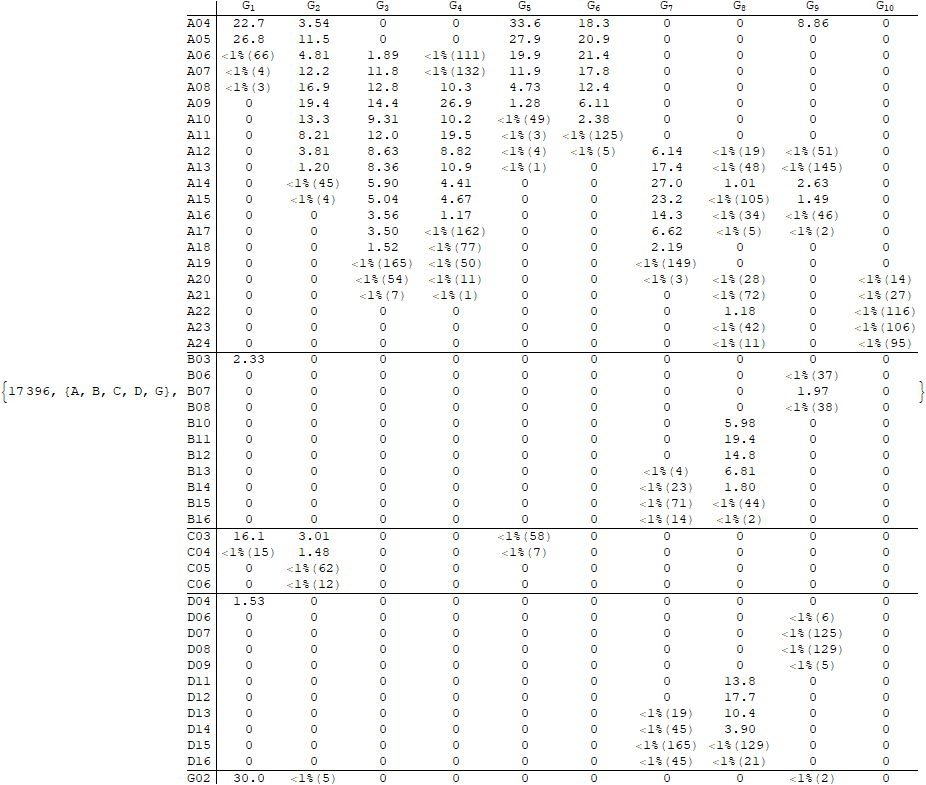 G1 G2 G3 G4 G5 G6 G7 G8 G9 G10
A04 22.7 3.54 0 0 33.6 18.3 0 0 8.86 0
A05 26.8 11.5 0 0 27.9 20.9 0 0 0 0
A06 <1%(66) 4.81 1.89 <1%(111) 19.9 21.4 0 0 0 0
A07 <1%(4) 12.2 11.8 <1%(132) 11.9 17.8 0 0 0 0
A08 <1%(3) 16.9 12.8 10.3 4.73 12.4 0 0 0 0
A09 0 19.4 14.4 26.9 1.28 6.11 0 0 0 0
A10 0 13.3 9.31 10.2 <1%(49) 2.38 0 0 0 0
A11 0 8.21 12.0 19.5 <1%(3) <1%(125) 0 0 0 0
A12 0 3.81 8.63 8.82 <1%(4) <1%(5) 6.14 <1%(19) <1%(51) 0
A13 0 1.20 8.36 10.9 <1%(1) 0 17.4 <1%(48) <1%(145) 0
A14 0 <1%(45) 5.90 4.41 0 0 27.0 1.01 2.63 0
A15 0 <1%(4) 5.04 4.67 0 0 23.2 <1%(105) 1.49 0
A16 0 0 3.56 1.17 0 0 14.3 <1%(34) <1%(46) 0
A17 0 0 3.50 <1%(162) 0 0 6.62 <1%(5) <1%(2) 0
A18 0 0 1.52 <1%(77) 0 0 2.19 0 0 0
A19 0 0 <1%(165) <1%(50) 0 0 <1%(149) 0 0 0
A20 0 0 <1%(54) <1%(11) 0 0 <1%(3) <1%(28) 0 <1%(14)
A21 0 0 <1%(7) <1%(1) 0 0 0 <1%(72) 0 <1%(27)
A22 0 0 0 0 0 0 0 1.18 0 <1%(116)
A23 0 0 0 0 0 0 0 <1%(42) 0 <1%(106)
A24 0 0 0 0 0 0 0 <1%(11) 0 <1%(95)
B03 2.33 0 0 0 0 0 0 0 0 0
B06 0 0 0 0 0 0 0 0 <1%(37) 0
{17396, {A, B, C, D, G}, B07 0 0 0 0 0 0 0 0 1.97 0 }
B08 0 0 0 0 0 0 0 0 <1%(38) 0
B10 0 0 0 0 0 0 0 5.98 0 0
B11 0 0 0 0 0 0 0 19.4 0 0
B12 0 0 0 0 0 0 0 14.8 0 0
B13 0 0 0 0 0 0 <1%(4) 6.81 0 0
B14 0 0 0 0 0 0 <1%(23) 1.80 0 0
B15 0 0 0 0 0 0 <1%(71) <1%(44) 0 0
B16 0 0 0 0 0 0 <1%(14) <1%(2) 0 0
C03 16.1 3.01 0 0 <1%(58) 0 0 0 0 0
C04 <1%(15) 1.48 0 0 <1%(7) 0 0 0 0 0
C05 0 <1%(62) 0 0 0 0 0 0 0 0
C06 0 <1%(12) 0 0 0 0 0 0 0 0
D04 1.53 0 0 0 0 0 0 0 0 0
D06 0 0 0 0 0 0 0 0 <1%(6) 0
D07 0 0 0 0 0 0 0 0 <1%(125) 0
D08 0 0 0 0 0 0 0 0 <1%(129) 0
D09 0 0 0 0 0 0 0 0 <1%(5) 0
D11 0 0 0 0 0 0 0 13.8 0 0
D12 0 0 0 0 0 0 0 17.7 0 0
D13 0 0 0 0 0 0 <1%(19) 10.4 0 0
D14 0 0 0 0 0 0 <1%(45) 3.90 0 0
D15 0 0 0 0 0 0 <1%(165) <1%(129) 0 0
D16 0 0 0 0 0 0 <1%(45) <1%(21) 0 0
G02 30.0 <1%(5) 0 0 0 0 0 0 <1%(2) 0